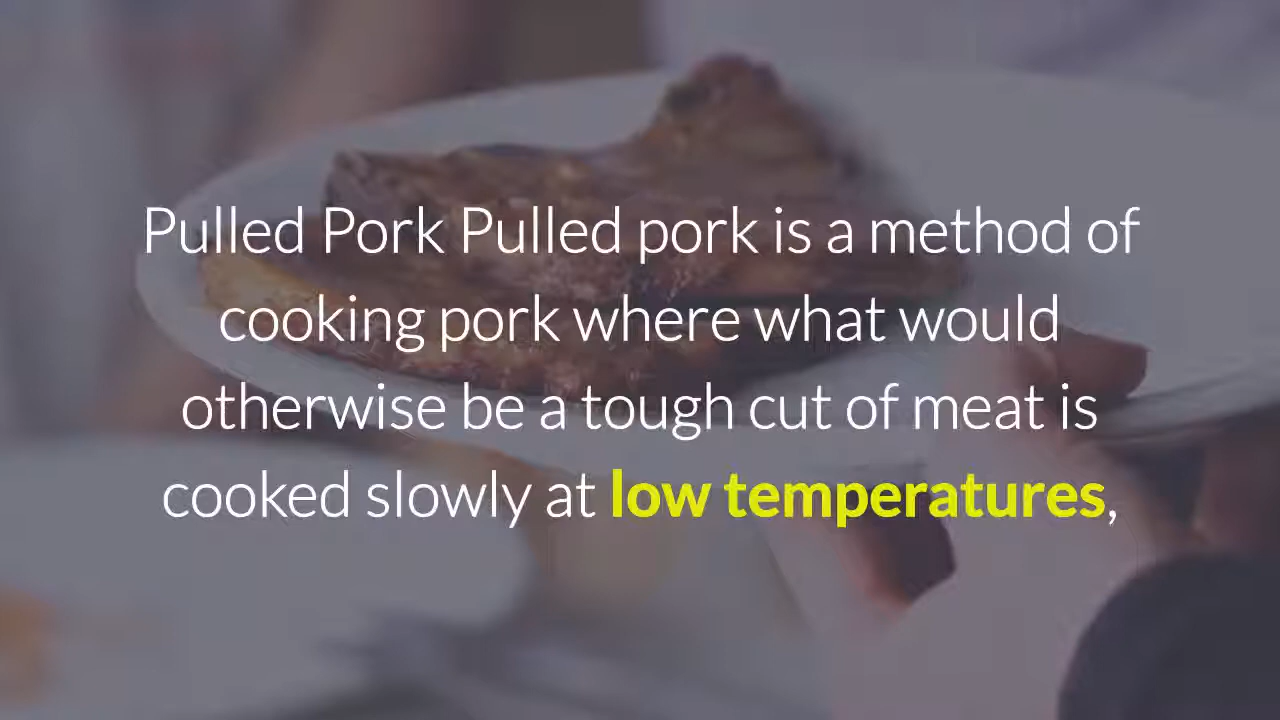 Pulled Pork Pulled pork is a method of
cooking pork where what would
otherwise be a tough cut of meat is
cooked slowly at low temperatures,